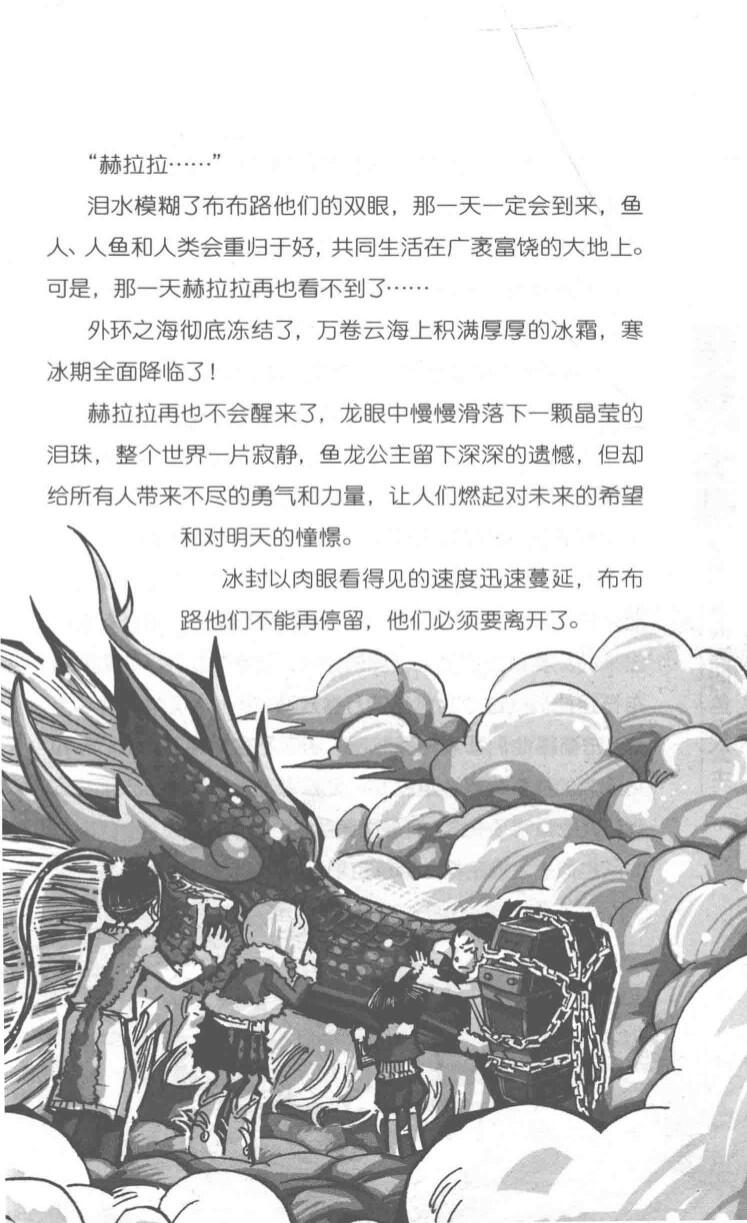 “赫拉拉……”
泪水模糊了布布路他们的双眼，那一天一定会到来，鱼
人、人鱼和人类会重归于好，共同生活在广袤富饶的大地上。
可是，那一天赫拉拉再也看不到了……
外环之海彻底冻结了，万卷云海上积满厚厚的冰霜，寒
冰期全面降临了！
赫拉拉再也不会醒来了，龙眼中慢慢滑落下一颗晶莹的
泪珠，整个世界一片寂静，鱼龙公主留下深深的遗憾，但却
给所有人带来不尽的勇气和力量，让人们燃起对未来的希望
和对明天的憧憬。
冰封以肉眼看得见的速度迅速蔓延，布布
路他们不能再停留，他们必须要离开了。